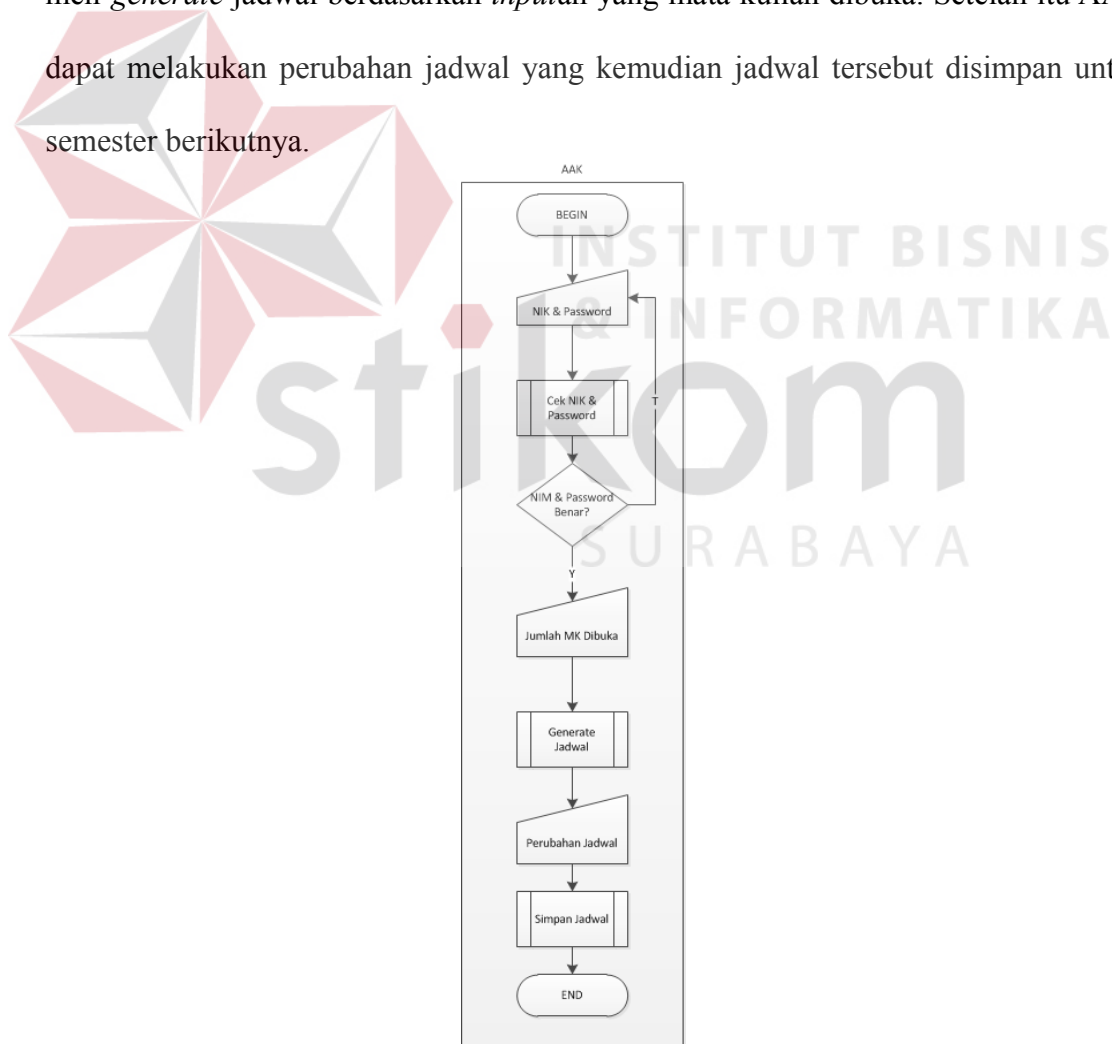 men generate jadwal berdasarkan inputan yang mata kuliah dibuka. Setelah itu
dapat melakukan perubahan jadwal yang kemudian jadwal tersebut disimpan
semester berikutnya.
AAK
BEGIN
NIK & Password
Cek NIK &
Password
T
NIM & Password
Benar?
Y
Jumlah MK Dibuka
Generate
Jadwal
Perubahan Jadwal
Simpan Jadwal
END
INSTITUT BISNIS
& INFORMATIKA
stikom
SURABAYA